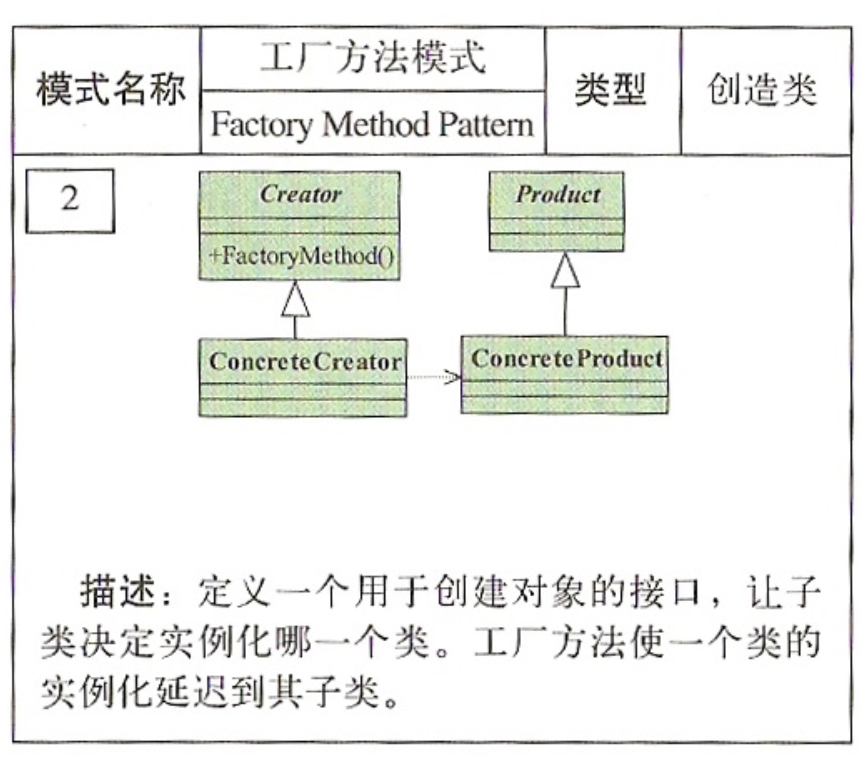 模式名称
工厂方法模式
Factory Method Pattern
类型
创造类
2
Creator
+FactoryMethod()
Product
ConcreteCreator
ConcreteProduct
描述：定义一个用于创建对象的接口，让子
类决定实例化哪一个类。工厂方法使一个类的
实例化延迟到其子类。